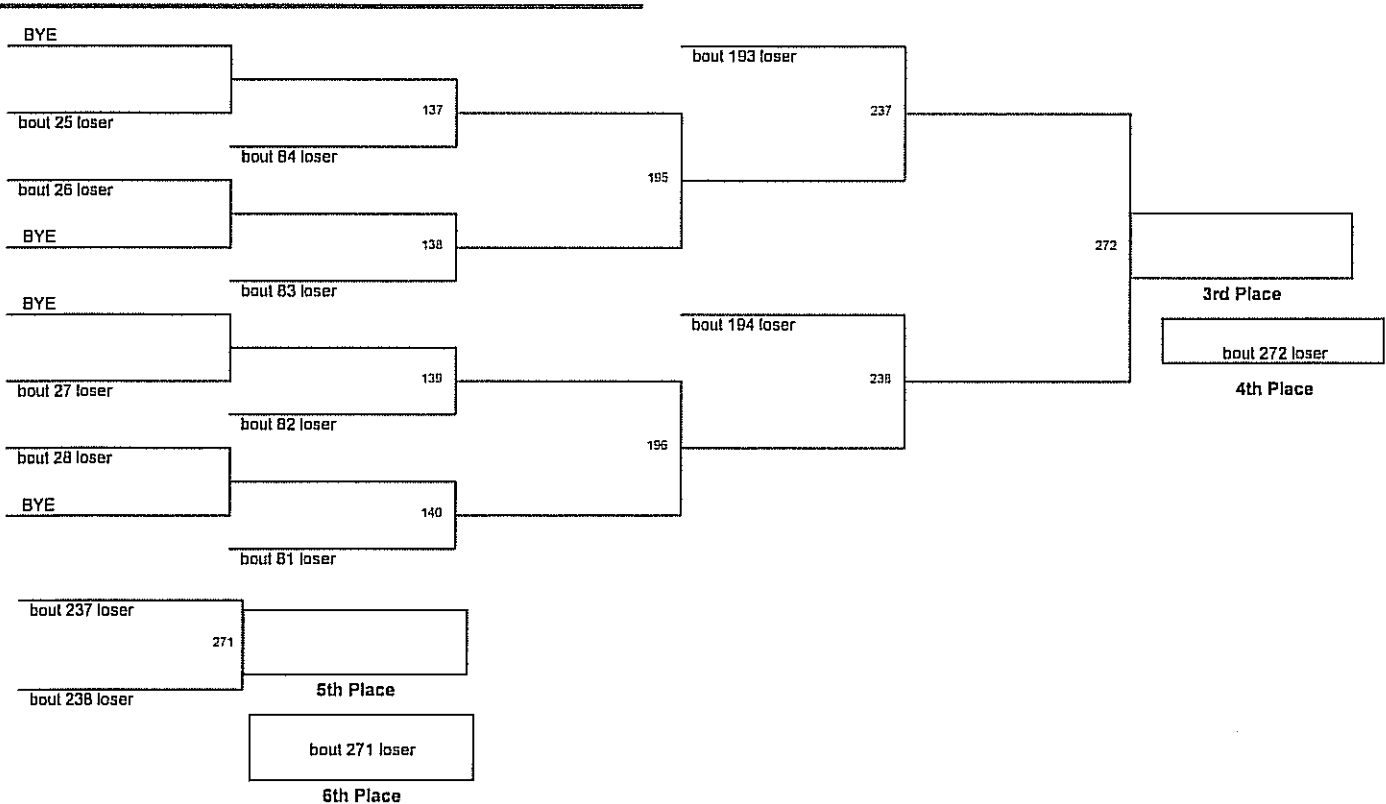 BYE
bout 25 loser
137
bout 84 loser
bout 26 loser
BYE
138
bout 83 loser
195
bout 193 loser
237
BYE
bout 27 loser
139
bout 82 loser
bout 28 loser
BYE
140
bout 81 loser
196
bout 194 loser
238
272
3rd Place
bout 272 loser
4th Place
bout 237 loser
271
bout 238 loser
5th Place
bout 271 loser
6th Place